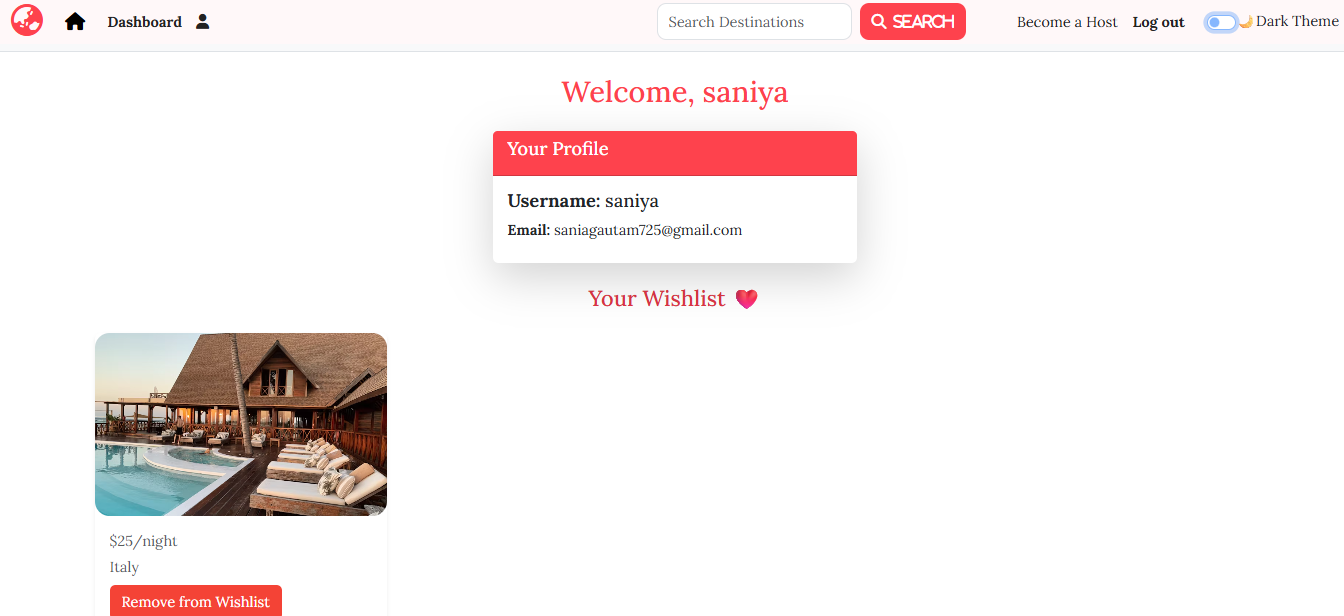 Dashboard Search Destinations SEARCH Become a Host Log out 🌙 Dark Theme
Welcome, saniya
Your Profile
Username: saniya
Email: saniagautam725@gmail.com
Your Wishlist ❤️
$25/night
Italy
Remove from Wishlist